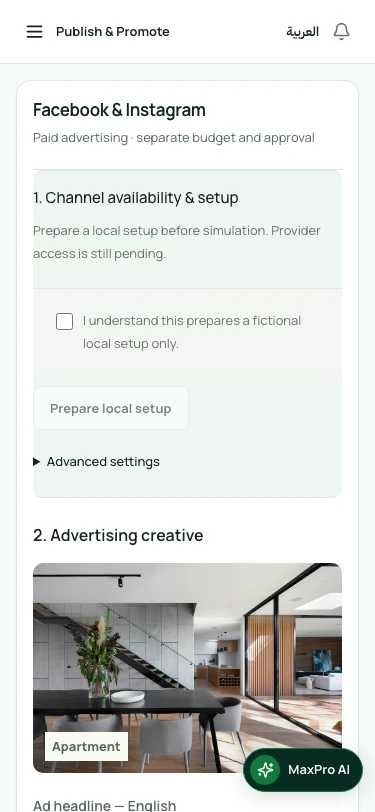 Publish & Promote
العربية
Facebook & Instagram
Paid advertising · separate budget and approval
1. Channel availability & setup
Prepare a local setup before simulation. Provider
access is still pending.
I understand this prepares a fictional
local setup only.
Prepare local setup
Advanced settings
2. Advertising creative
Apartment
MaxPro AI
Ad headline — English